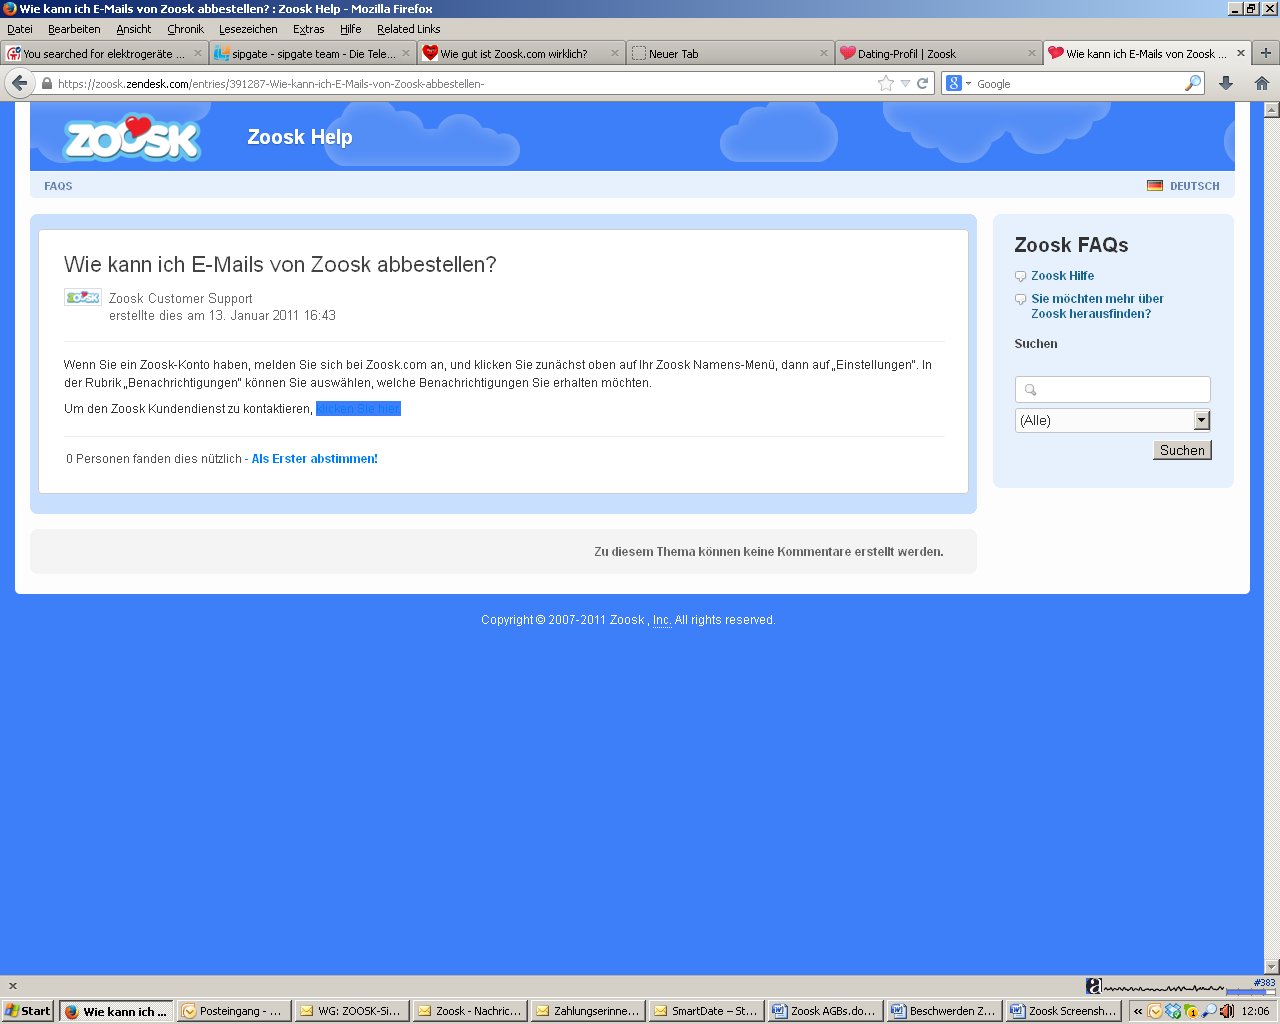 Wie kann ich E-Mails von Zoosk abbestellen? : Zoosk Help - Mozilla Firefox
Datei Bearbeiten Ansicht Chronik Lesezeichen Extras Hilfe Related Links
You searched for elektrogeräte ...
sipgate - sipgate team - Die Tele...
Wie gut ist Zoosk.com wirklich?
Neuer Tab
Dating-Profil | Zoosk
Wie kann ich E-Mails von Zoosk ...
https://zoosk.zendesk.com/entries/391287-Wie-kann-ich-E-Mails-von-Zoosk-abbestellen-
Google
ZOOSK
Zoosk Help
FAQS
DEUTSCH
Wie kann ich E-Mails von Zoosk abbestellen?
ZOOSK
Zoosk Customer Support
erstellte dies am 13. Januar 2011 16:43
Wenn Sie ein Zoosk-Konto haben, melden Sie sich bei Zoosk.com an, und klicken Sie zunächst oben auf Ihr Zoosk Namens-Menü, dann auf „Einstellungen". In
der Rubrik „Benachrichtigungen" können Sie auswählen, welche Benachrichtigungen Sie erhalten möchten.
Um den Zoosk Kundendienst zu kontaktieren, klicken Sie hier.
0 Personen fanden dies nützlich - Als Erster abstimmen!
Zu diesem Thema können keine Kommentare erstellt werden.
Zoosk FAQs
Zoosk Hilfe
Sie möchten mehr über
Zoosk herausfinden?
Suchen
(Alle)
Suchen
Copyright © 2007-2011 Zoosk , Inc. All rights reserved.
#383
Start
Wie kann ich ...
Posteingang - ...
WG: ZOOSK-Si...
Zoosk - Nachric...
Zahlungserinne...
SmartDate – St...
Zoosk AGBs.do...
Beschwerden Z...
Zoosk Screensh...
« 12:06